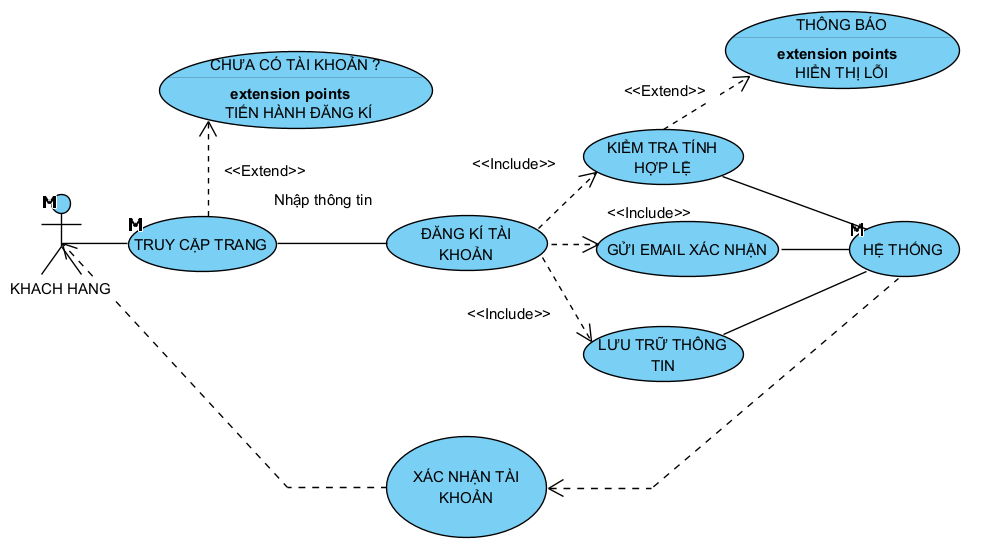 THÔNG BÁO
extension points
HIỂN THỊ LỖI
CHƯA CÓ TÀI KHOẢN ?
extension points
TIẾN HÀNH ĐĂNG KÍ
<<Extend>>
<<Extend>>
KIỂM TRA TÍNH
HỢP LỆ
<<Include>>
Nhập thông tin
M
M
TRUY CẬP TRANG
KHACH HANG
ĐĂNG KÍ TÀI
KHOẢN
<<Include>>
GỬI EMAIL XÁC NHẬN
M
HỆ THỐNG
<<Include>>
LƯU TRỮ THÔNG
TIN
XÁC NHẬN TÀI
KHOẢN